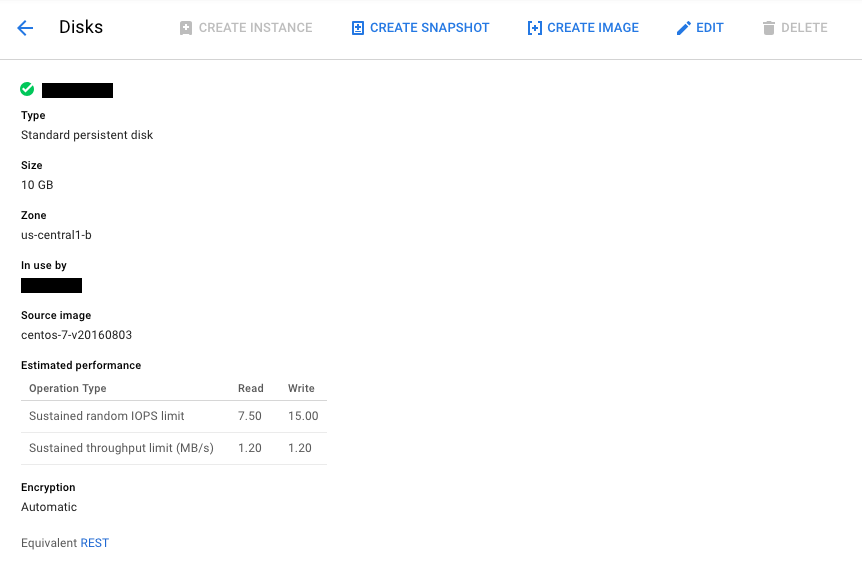 Disks CREATE INSTANCE CREATE SNAPSHOT CREATE IMAGE EDIT DELETE
Type
Standard persistent disk
Size
10 GB
Zone
us-central1-b
In use by
Source image
centos-7-v20160803
Estimated performance
Operation Type Read Write
Sustained random IOPS limit 7.50 15.00
Sustained throughput limit (MB/s) 1.20 1.20
Encryption
Automatic
Equivalent REST